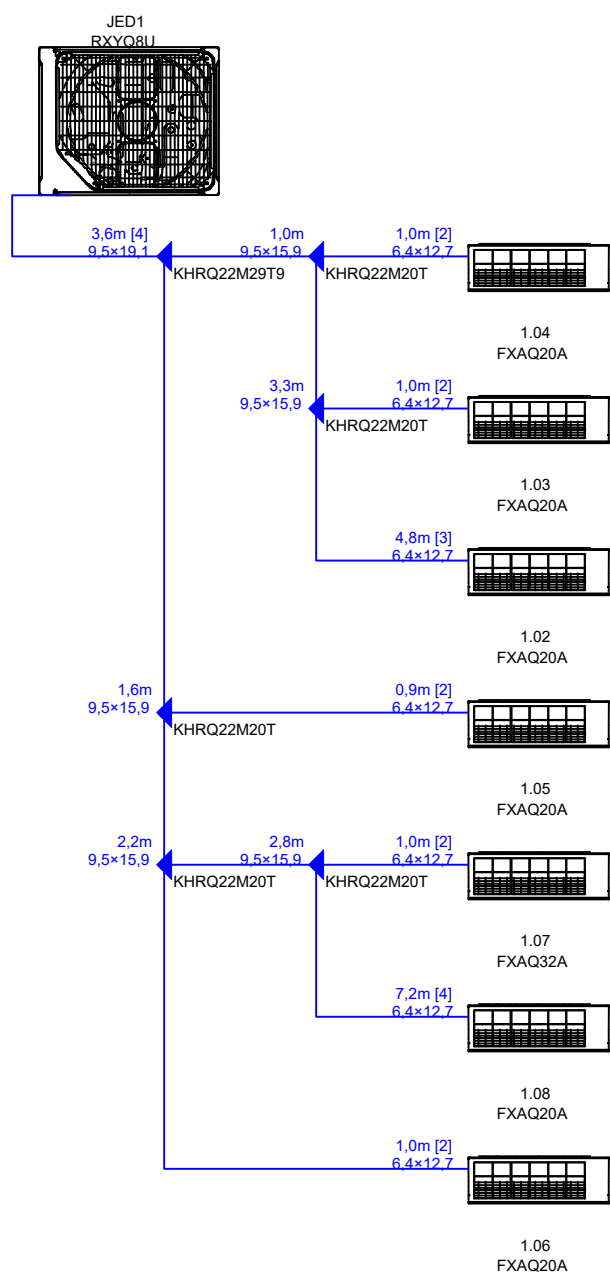 JED1
RXYQ8U
3,6m [4]
9,5×19,1
KHRQ22M29T9
1,0m
9,5×15,9
KHRQ22M20T
1,0m [2]
6,4×12,7
1.04
FXAQ20A
3,3m
9,5×15,9
KHRQ22M20T
1,0m [2]
6,4×12,7
1.03
FXAQ20A
4,8m [3]
6,4×12,7
1.02
FXAQ20A
1,6m
9,5×15,9
KHRQ22M20T
0,9m [2]
6,4×12,7
1.05
FXAQ20A
2,2m
9,5×15,9
KHRQ22M20T
2,8m
9,5×15,9
KHRQ22M20T
1,0m [2]
6,4×12,7
1.07
FXAQ32A
7,2m [4]
6,4×12,7
1.08
FXAQ20A
1,0m [2]
6,4×12,7
1.06
FXAQ20A